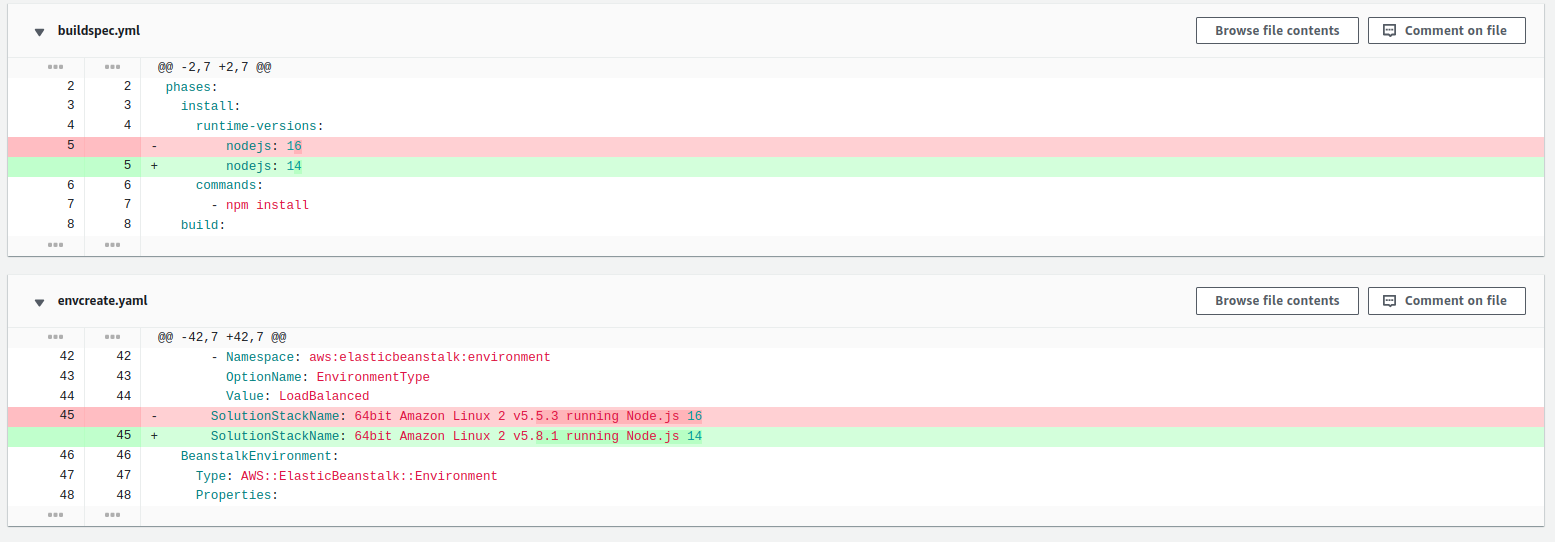 buildspec.yml Browse file contents Comment on file
@@ -2,7 +2,7 @@
2 2 phases:
3 3 install:
4 4 runtime-versions:
5 - nodejs: 16
5 + nodejs: 14
6 6 commands:
7 7 - npm install
8 8 build:
envcreate.yaml Browse file contents Comment on file
@@ -42,7 +42,7 @@
42 42 - Namespace: aws:elasticbeanstalk:environment
43 43 OptionName: EnvironmentType
44 44 Value: LoadBalanced
45 - SolutionStackName: 64bit Amazon Linux 2 v5.5.3 running Node.js 16
45 + SolutionStackName: 64bit Amazon Linux 2 v5.8.1 running Node.js 14
46 46 BeanstalkEnvironment:
47 47 Type: AWS::ElasticBeanstalk::Environment
48 48 Properties: